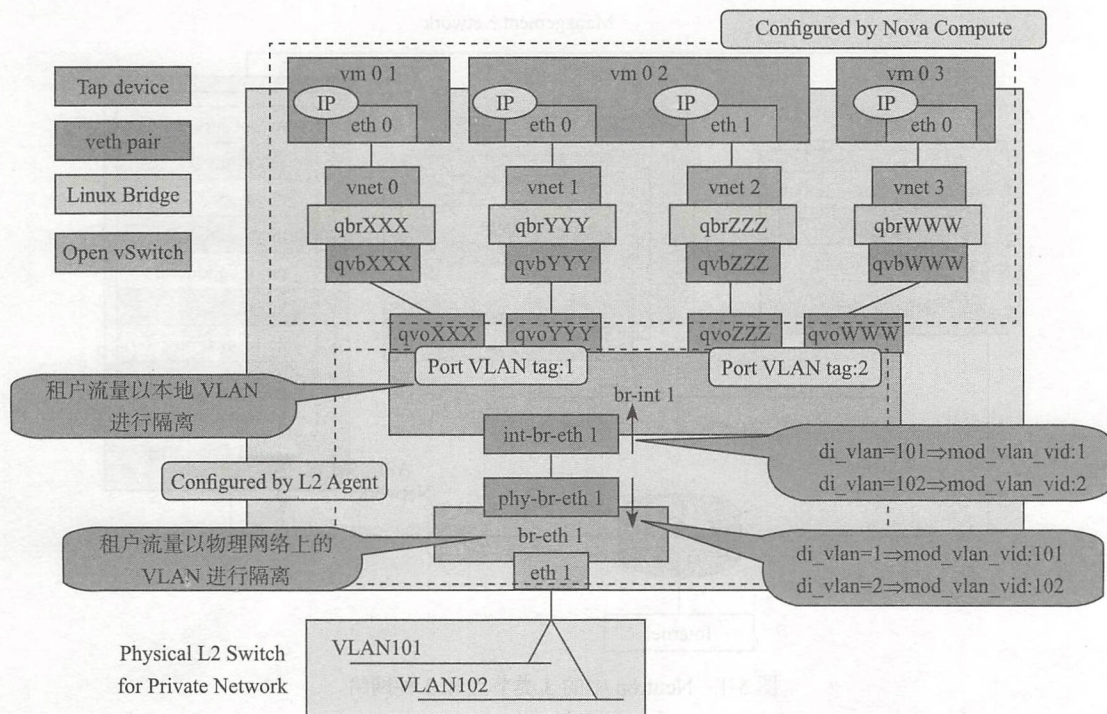 Configured by Nova Compute
Tap device
veth pair
Linux Bridge
Open vSwitch
vm 0 1
vm 0 2
vm 0 3
IP
eth 0
IP
eth 0
IP
eth 1
IP
eth 0
vnet 0
vnet 1
vnet 2
vnet 3
qbrXXX
qbrYYY
qbrZZZ
qbrWWW
qvbXXX
qvbYYY
qvbZZZ
qvbWWW
qvoXXX
qvoYYY
qvoZZZ
qvoWWW
Port VLAN tag:1
Port VLAN tag:2
租户流量以本地 VLAN
进行隔离
br-int 1
int-br-eth 1
di_vlan=101⇒mod_vlan_vid:1
di_vlan=102⇒mod_vlan_vid:2
Configured by L2 Agent
phy-br-eth 1
租户流量以物理网络上的
VLAN 进行隔离
br-eth 1
di_vlan=1⇒mod_vlan_vid:101
di_vlan=2⇒mod_vlan_vid:102
eth 1
Physical L2 Switch
for Private Network
VLAN101
VLAN102